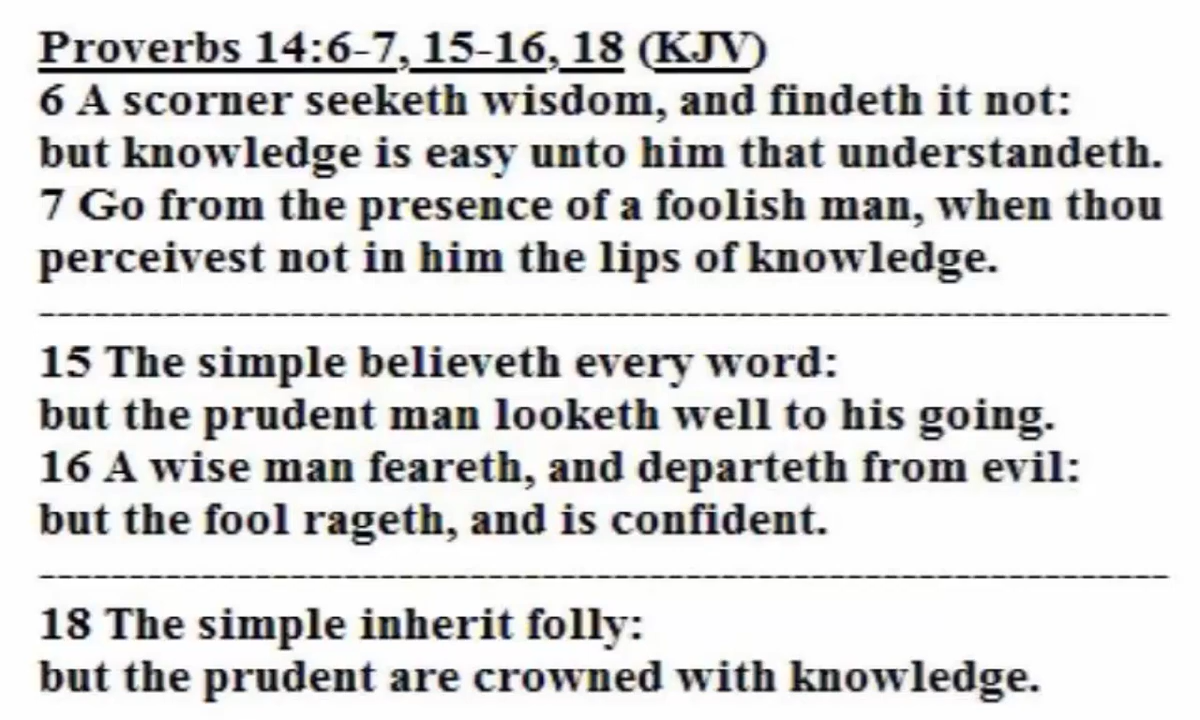 Proverbs 14:6-7, 15-16, 18 (KJV)
6 A scorner seeketh wisdom, and findeth it not:
but knowledge is easy unto him that understandeth.
7 Go from the presence of a foolish man, when thou
perceivest not in him the lips of knowledge.
---------------------------------------------------------------
15 The simple believeth every word:
but the prudent man looketh well to his going.
16 A wise man feareth, and departeth from evil:
but the fool rageth, and is confident.
---------------------------------------------------------------
18 The simple inherit folly:
but the prudent are crowned with knowledge.